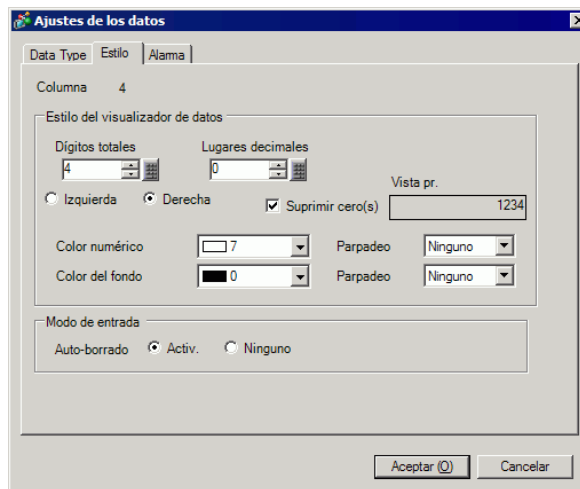 Ajustes de los datos
Data Type Estilo Alarma
Columna 4
Estilo del visualizador de datos
Dígitos totales Lugares decimales
4 0
Vista pr.
Izquierda Derecha Suprimir cero(s) 1234
Color numérico 7 Parpadeo Ninguno
Color del fondo 0 Parpadeo Ninguno
Modo de entrada
Auto-borrado Activ. Ninguno
Aceptar (O) Cancelar